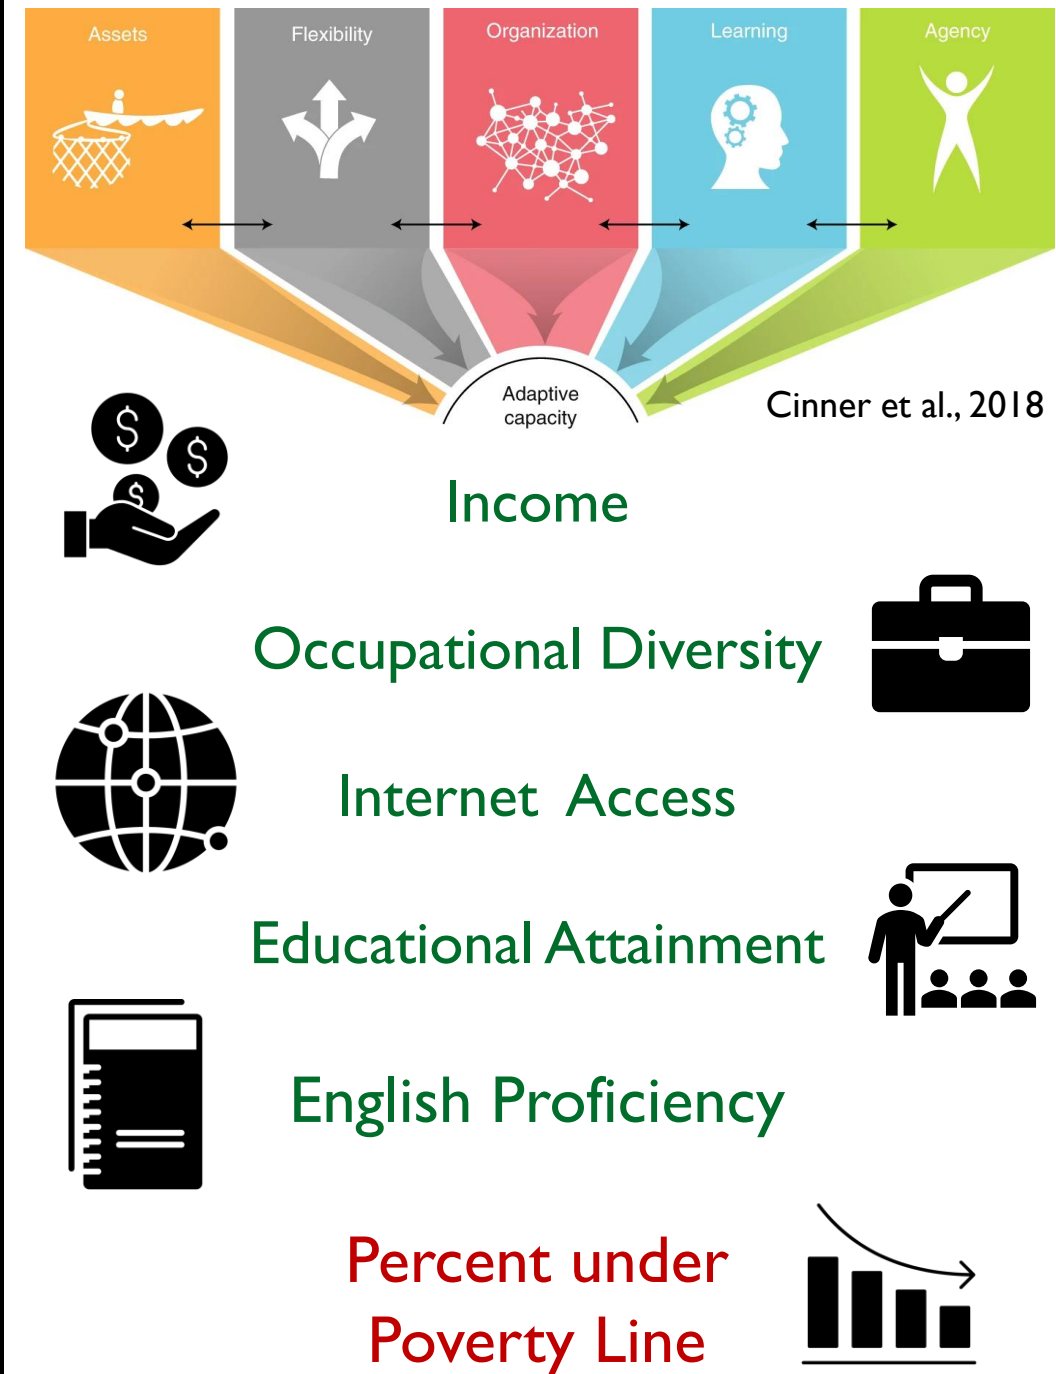 Assets
Flexibility
Organization
Learning
Agency
Adaptive
capacity
Cinner et al., 2018
$
$
$
Income
Occupational Diversity
Internet Access
Educational Attainment
English Proficiency
Percent under
Poverty Line